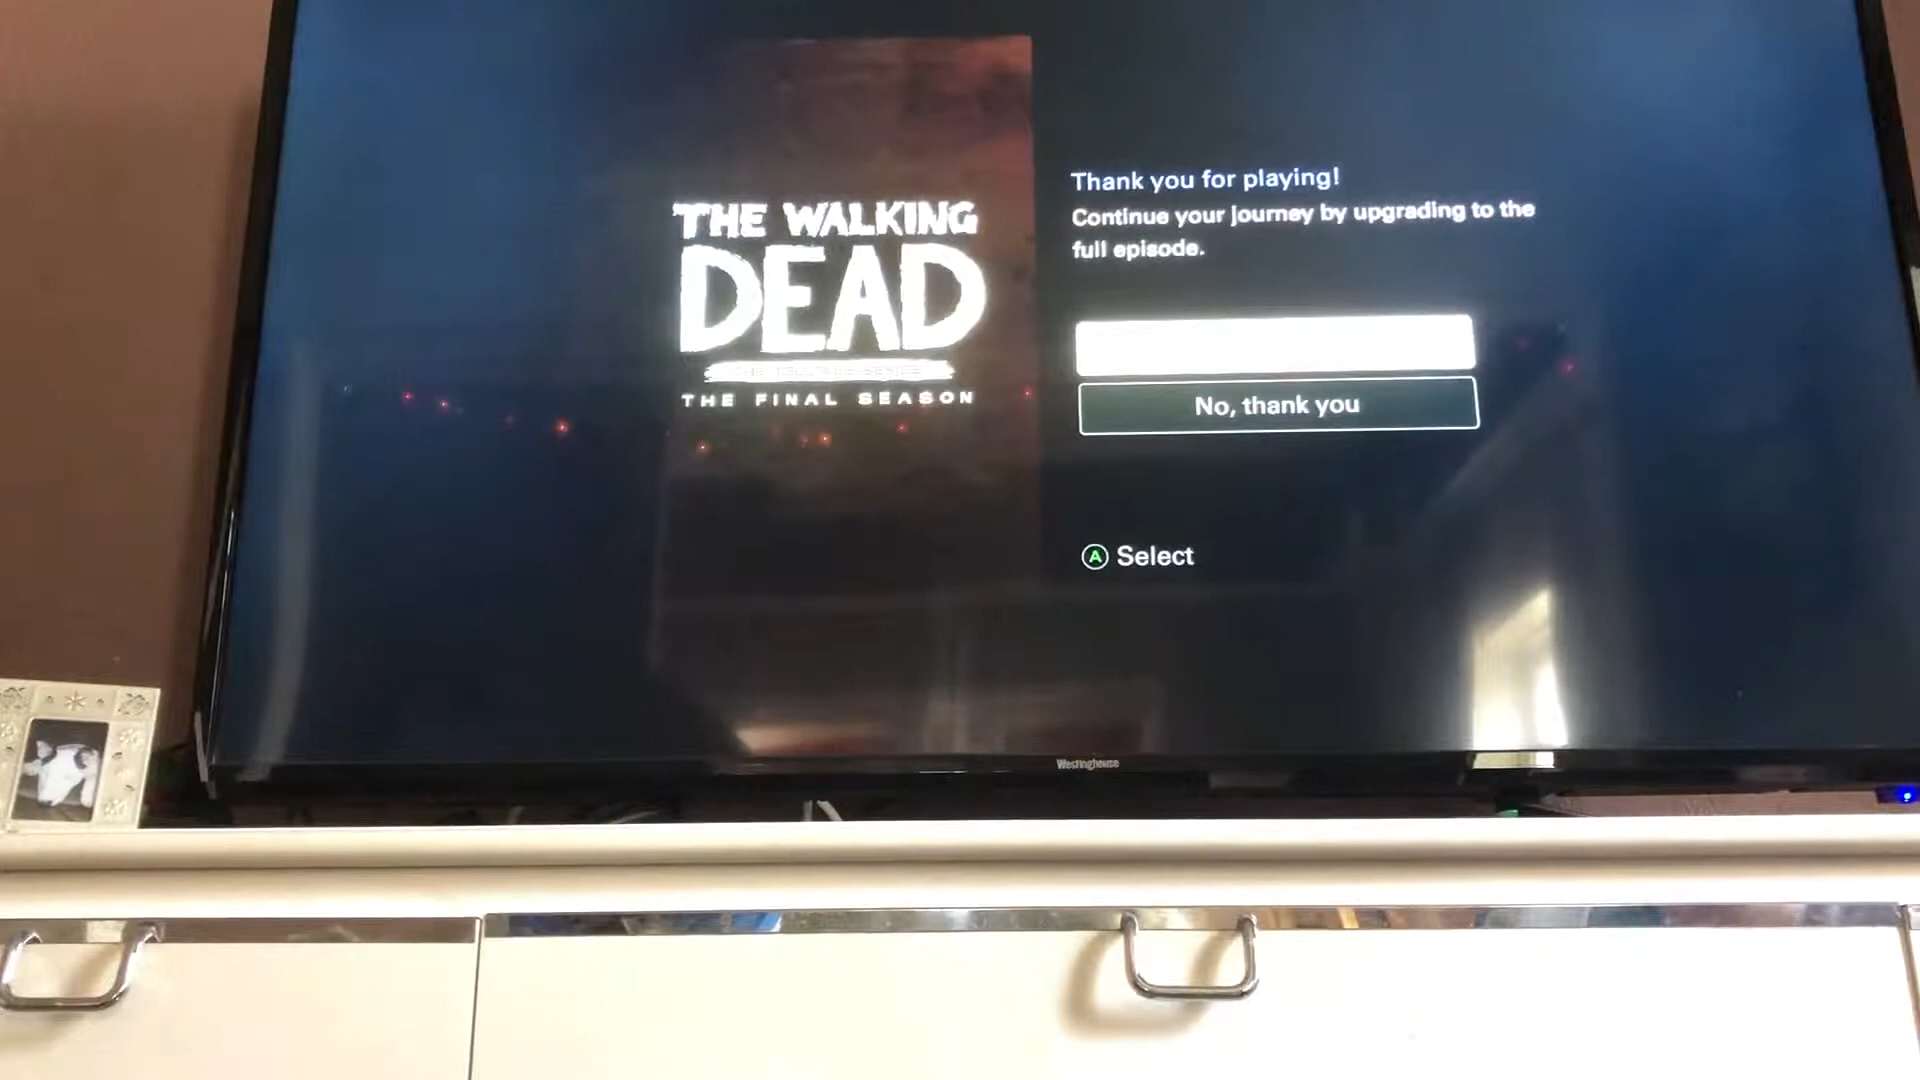 THE WALKING
DEAD
THE FINAL SEASON
Thank you for playing!
Continue your journey by upgrading to the
full episode.
No, thank you
A Select
Westinghouse